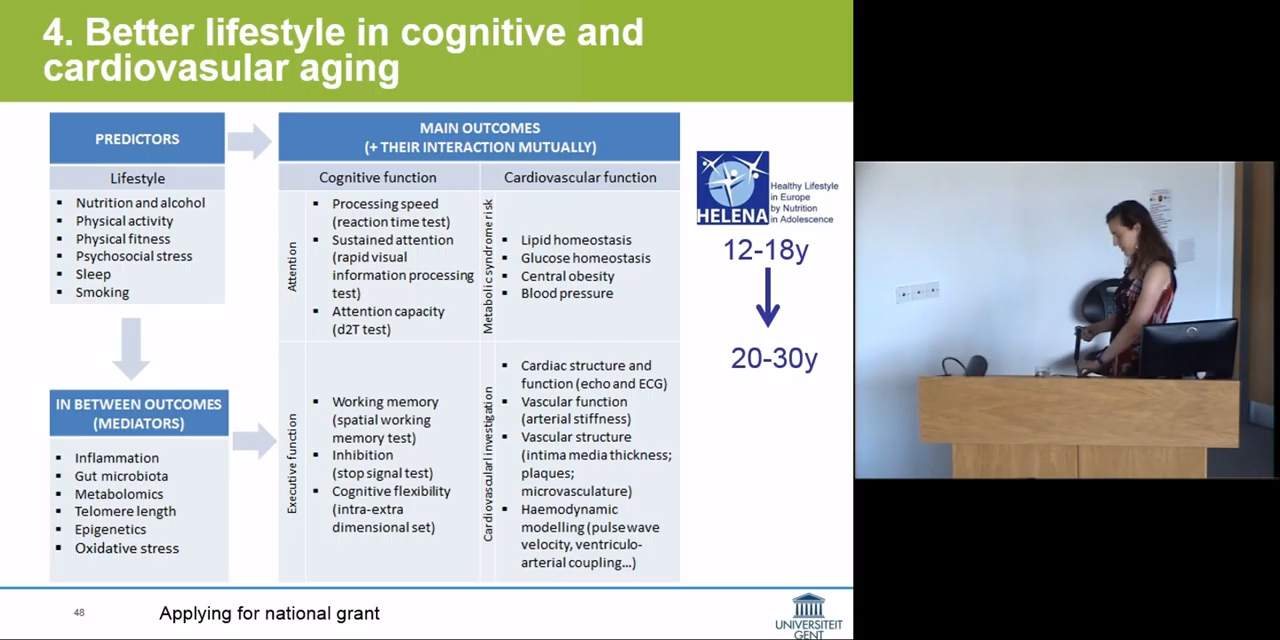 4. Better lifestyle in cognitive and
cardiovasular aging
PREDICTORS
Lifestyle
▪ Nutrition and alcohol
▪ Physical activity
▪ Physical fitness
▪ Psychosocial stress
▪ Sleep
▪ Smoking
IN BETWEEN OUTCOMES
(MEDIATORS)
▪ Inflammation
▪ Gut microbiota
▪ Metabolomics
▪ Telomere length
▪ Epigenetics
▪ Oxidative stress
MAIN OUTCOMES
(+ THEIR INTERACTION MUTUALLY)
Cognitive function
Attention
▪ Processing speed
(reaction time test)
▪ Sustained attention
(rapid visual
information processing
test)
▪ Attention capacity
(d2T test)
Executive function
▪ Working memory
(spatial working
memory test)
▪ Inhibition
(stop signal test)
▪ Cognitive flexibility
(intra-extra
dimensional set)
Cardiovascular function
Metabolic syndrome risk
▪ Lipid homeostasis
▪ Glucose homeostasis
▪ Central obesity
▪ Blood pressure
Cardiovascularl investigation
▪ Cardiac structure and
function (echo and ECG)
▪ Vascular function
(arterial stiffness)
▪ Vascular structure
(intima media thickness;
plaques;
microvasculature)
▪ Haemodynamic
modelling (pulse wave
velocity, ventriculo-
arterial coupling...)
HELENA
Healthy Lifestyle
in Europe
by Nutrition
in Adolescence
12-18y
20-30y
48
Applying for national grant
UNIVERSITEIT
GENT